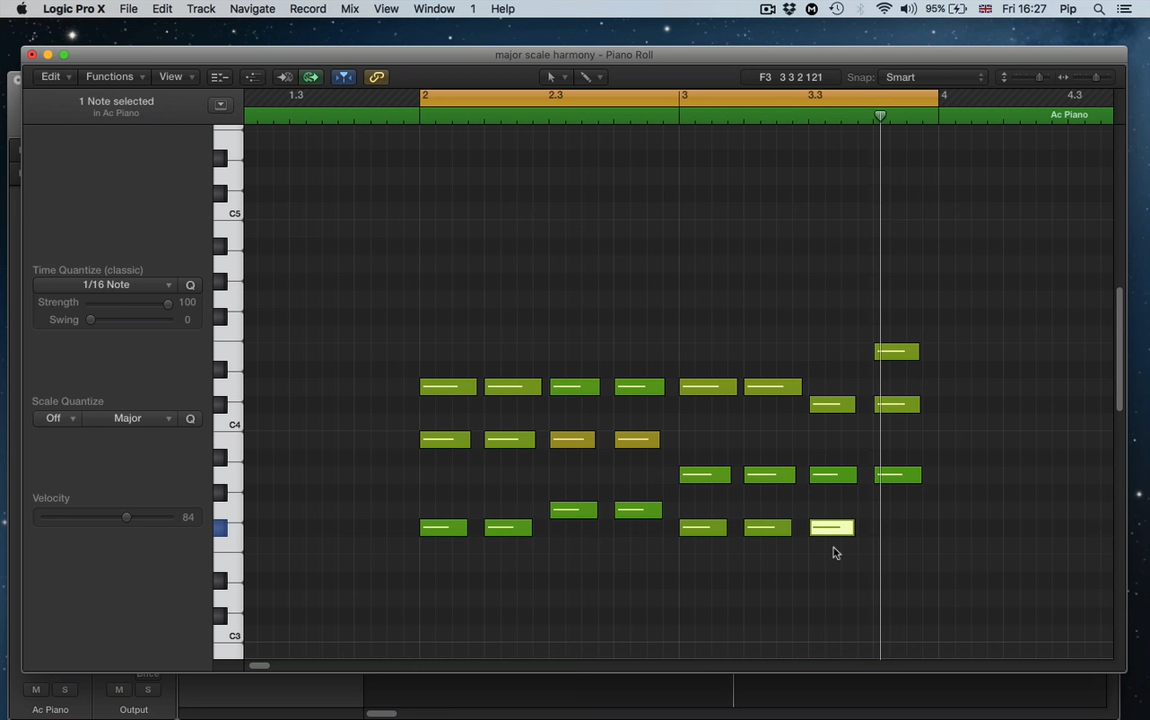 Logic Pro X File Edit Track Navigate Record Mix View Window 1 Help 95% Fri 16:27 Pip
major scale harmony - Piano Roll
Edit Functions View F3 3 3 2 121 Snap: Smart
1 Note selected
in Ac Piano
1.3 2 2.3 3 3.3 4 4.3
Ac Piano
C5
Time Quantize (classic)
1/16 Note Q
Strength 100
Swing 0
Scale Quantize
Off Major Q
C4
Velocity
84
C3
M S M S
Ac Piano Output